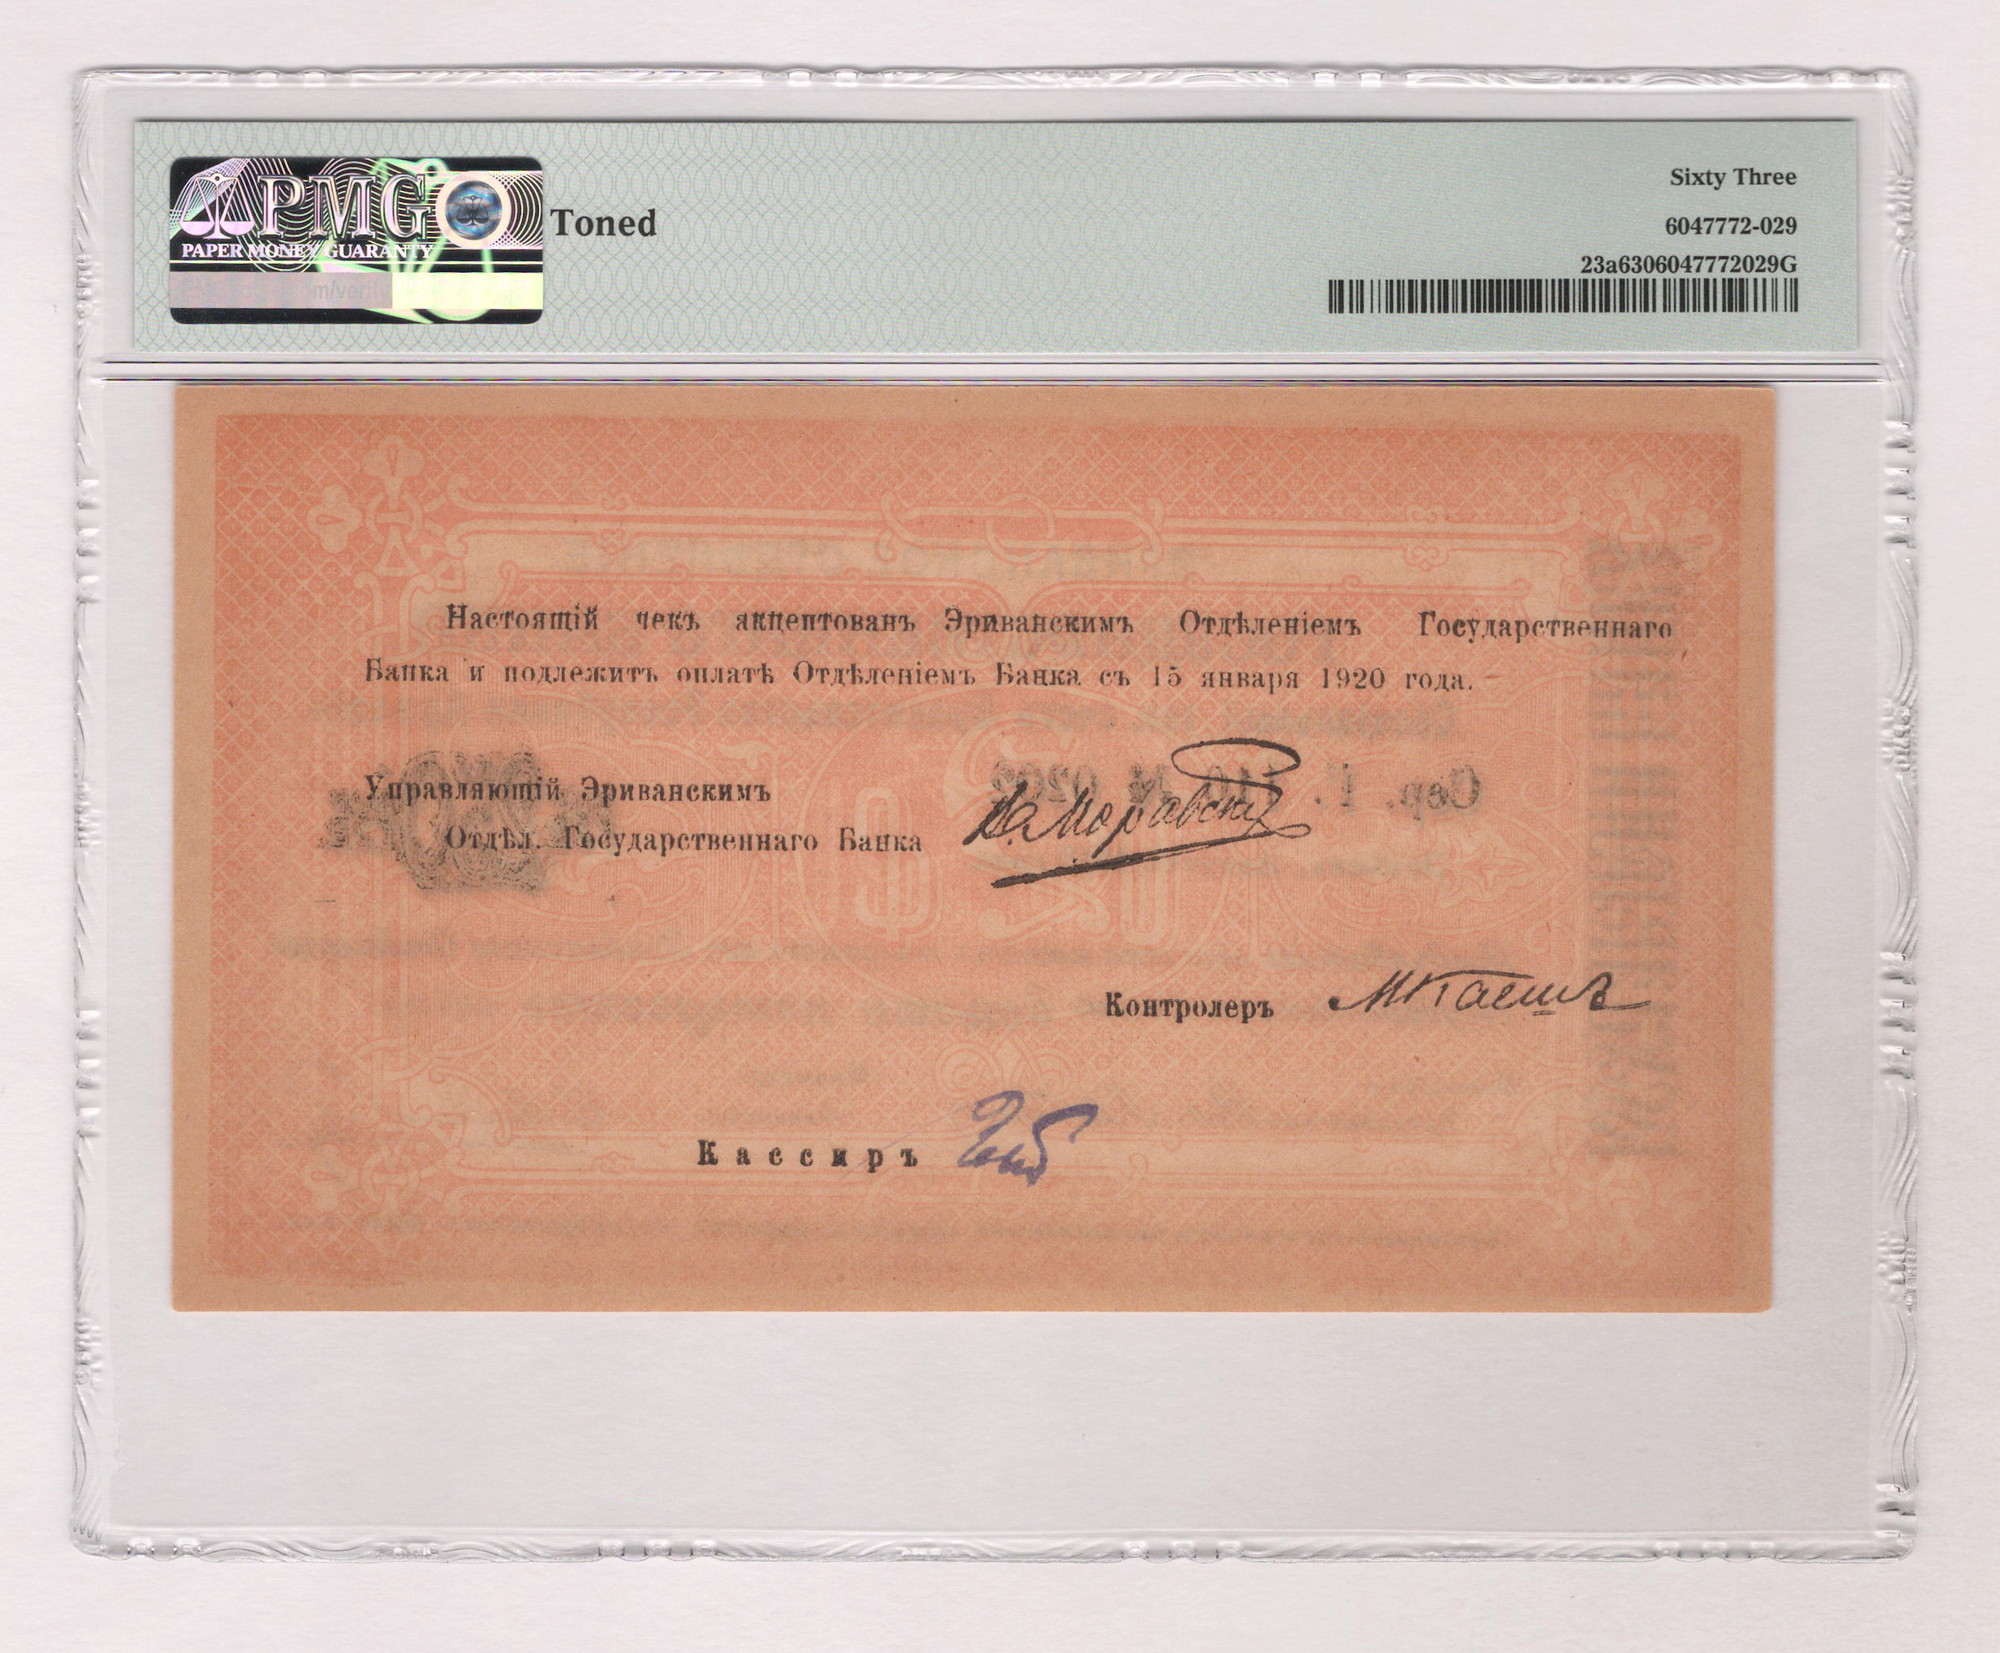 PMG
PAPER MONEY GUARANTY
Toned
Sixty Three
6047772-029
23a6306047772029G
Настоящій чекъ акцептованъ Эриванскимъ Отдѣленіемъ Государственнаго
Банка и подлежитъ оплатѣ Отдѣленіемъ Банка съ 15 января 1920 года.
Управляющій Эриванскимъ
Отдѣл. Государственнаго Банка
Контролеръ
Кассиръ